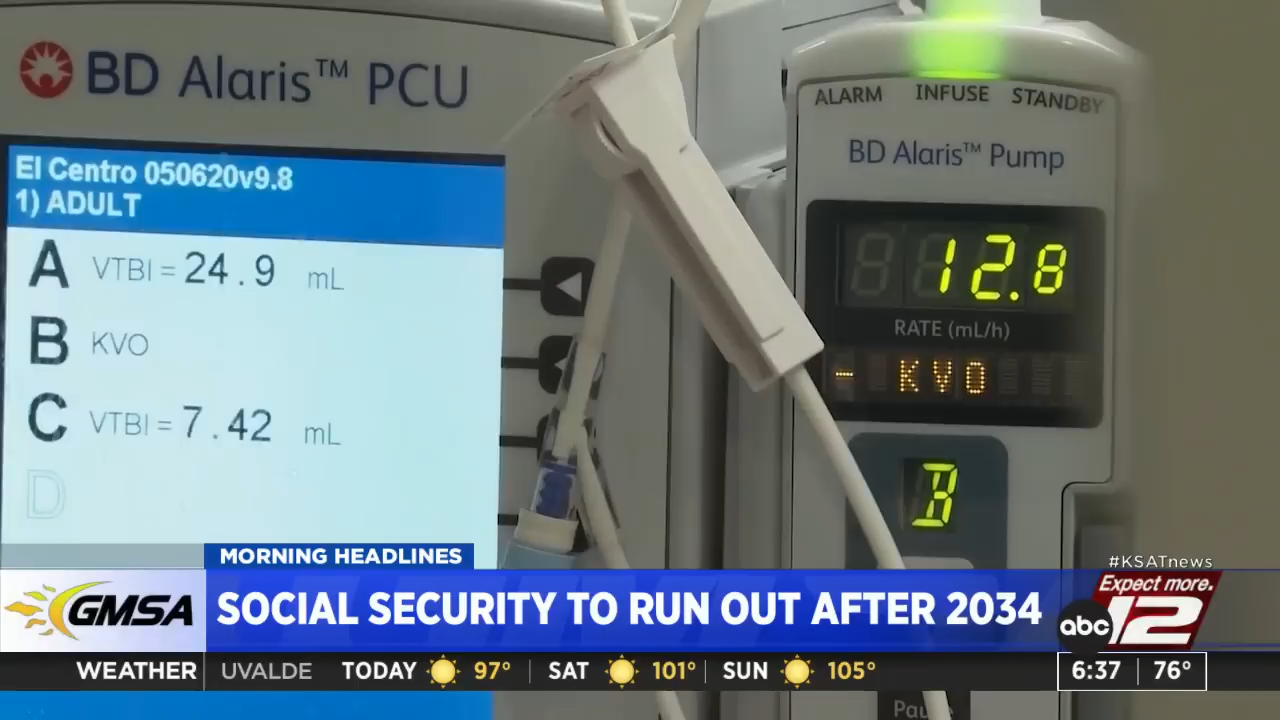 BD Alaris™ PCU
El Centro 050620v9.8
1) ADULT
A VTBI = 24.9 mL
B KVO
C VTBI = 7.42 mL
D
ALARM INFUSE STANDBY
BD Alaris™ Pump
12.8
RATE (mL/h)
- KVO
B
MORNING HEADLINES
#KSATnews
GMSA
SOCIAL SECURITY TO RUN OUT AFTER 2034
Expect more.
abc 12
WEATHER UVALDE TODAY 97° SAT 101° SUN 105°
6:37 76°